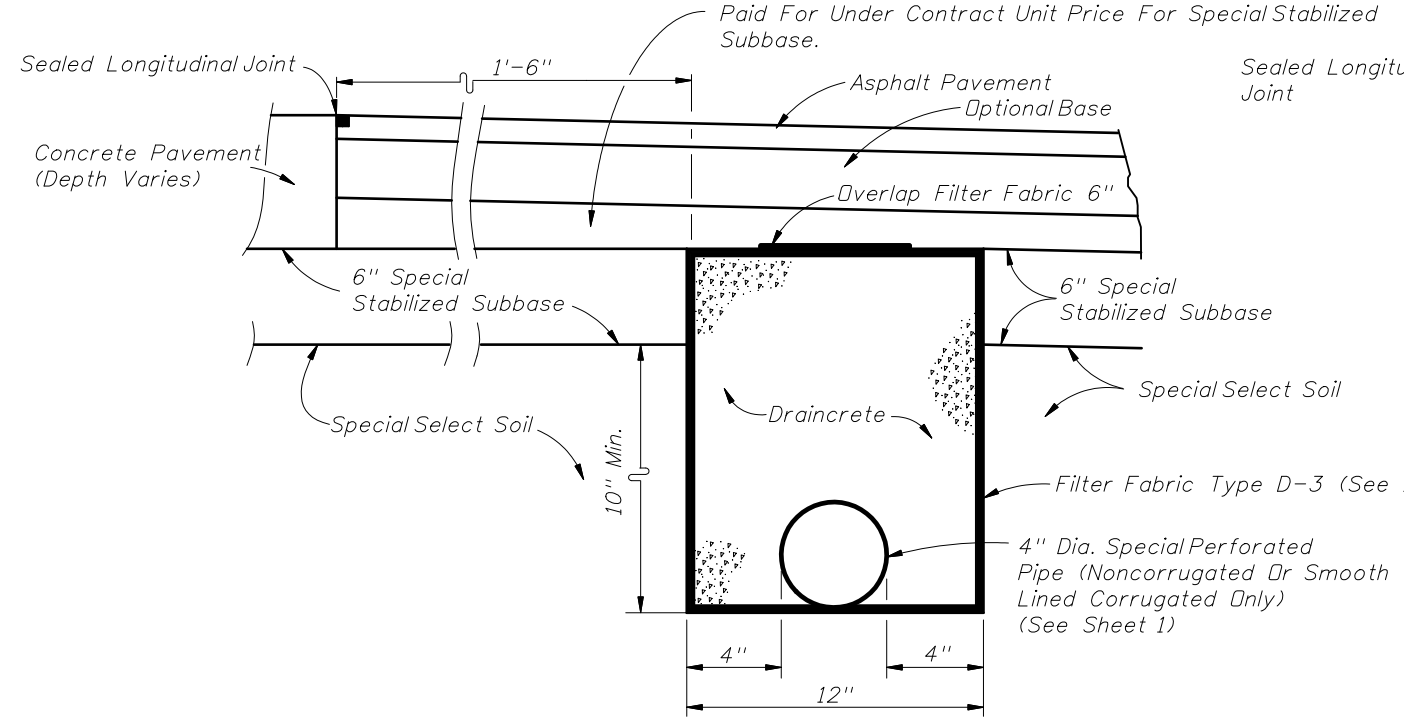 Paid For Under Contract Unit Price For Special Stabilized
Subbase.
Sealed Longitudinal Joint
1'-6"
Sealed Longitu
Joint
Asphalt Pavement
Optional Base
Concrete Pavement
(Depth Varies)
Overlap Filter Fabric 6"
6" Special
Stabilized Subbase
6" Special
Stabilized Subbase
Special Select Soil
Draincrete
Special Select Soil
10" Min.
Filter Fabric Type D-3 (See
4" Dia. Special Perforated
Pipe (Noncorrugated Or Smooth
Lined Corrugated Only)
(See Sheet 1)
4"
4"
12"